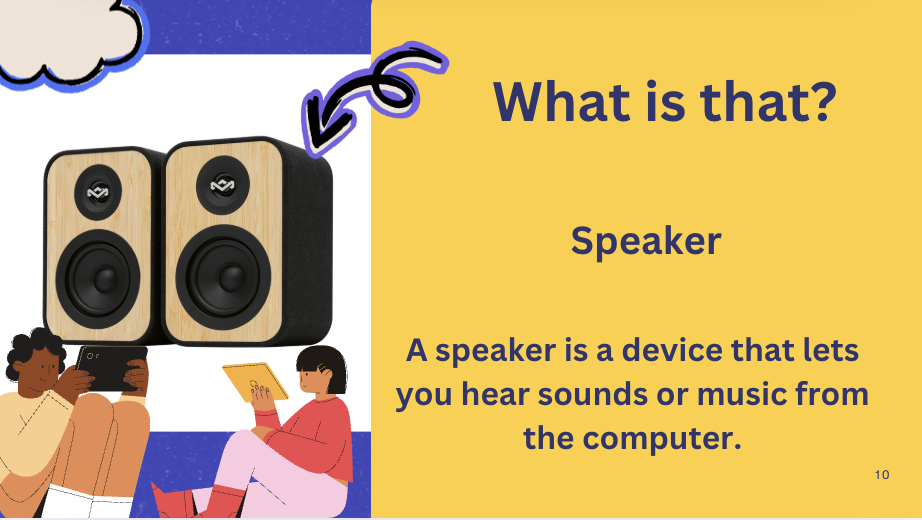 What is that?
Speaker
A speaker is a device that lets
you hear sounds or music from
the computer.
10